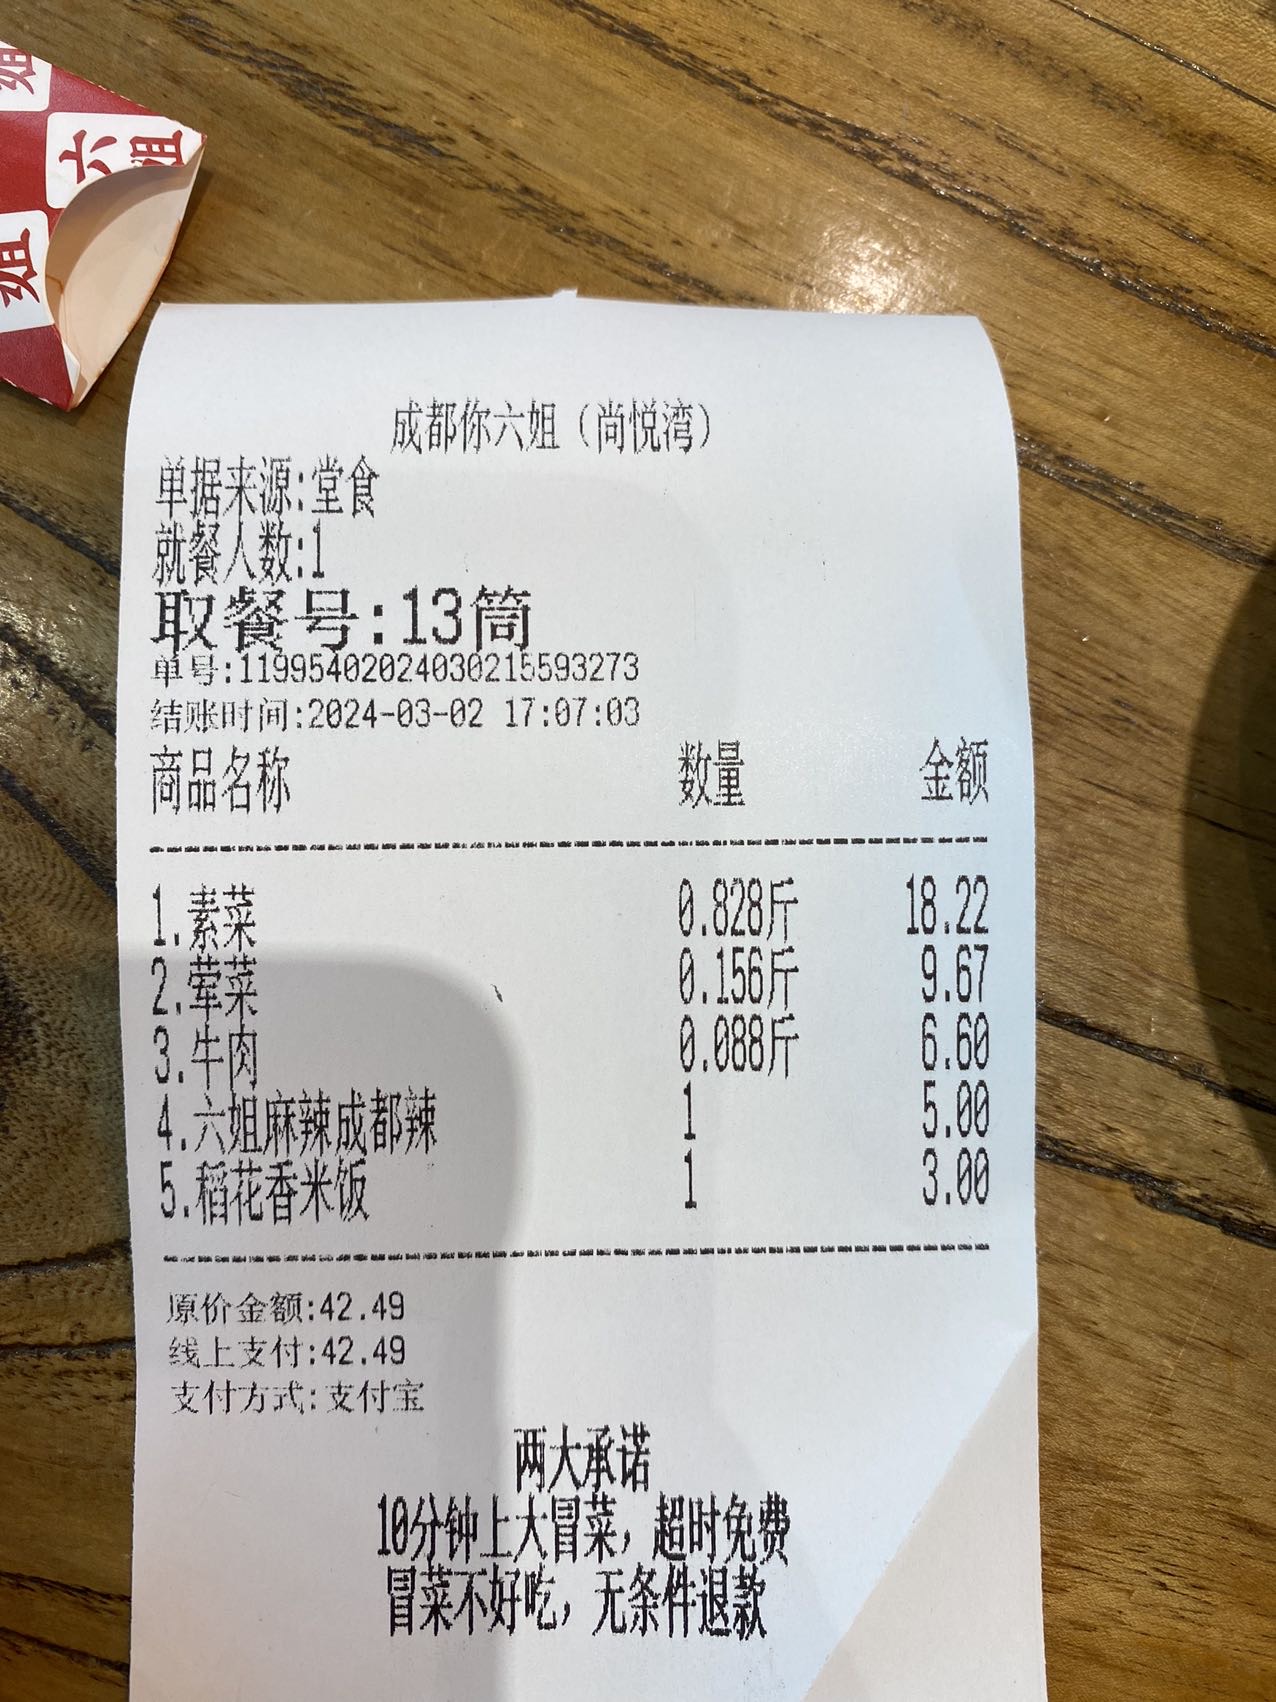 姐
六姐
姐
成都你六姐（尚悦湾）
单据来源:堂食
就餐人数:1
取餐号:13筒
单号:11995402024030215593273
结账时间:2024-03-02 17:07:03
商品名称 数量 金额
1.素菜 0.828斤 18.22
2.荤菜 0.156斤 9.67
3.牛肉 0.088斤 6.60
4.六姐麻辣成都辣 1 5.00
5.稻花香米饭 1 3.00
原价金额:42.49
线上支付:42.49
支付方式:支付宝
两大承诺
10分钟上大冒菜，超时免费
冒菜不好吃，无条件退款